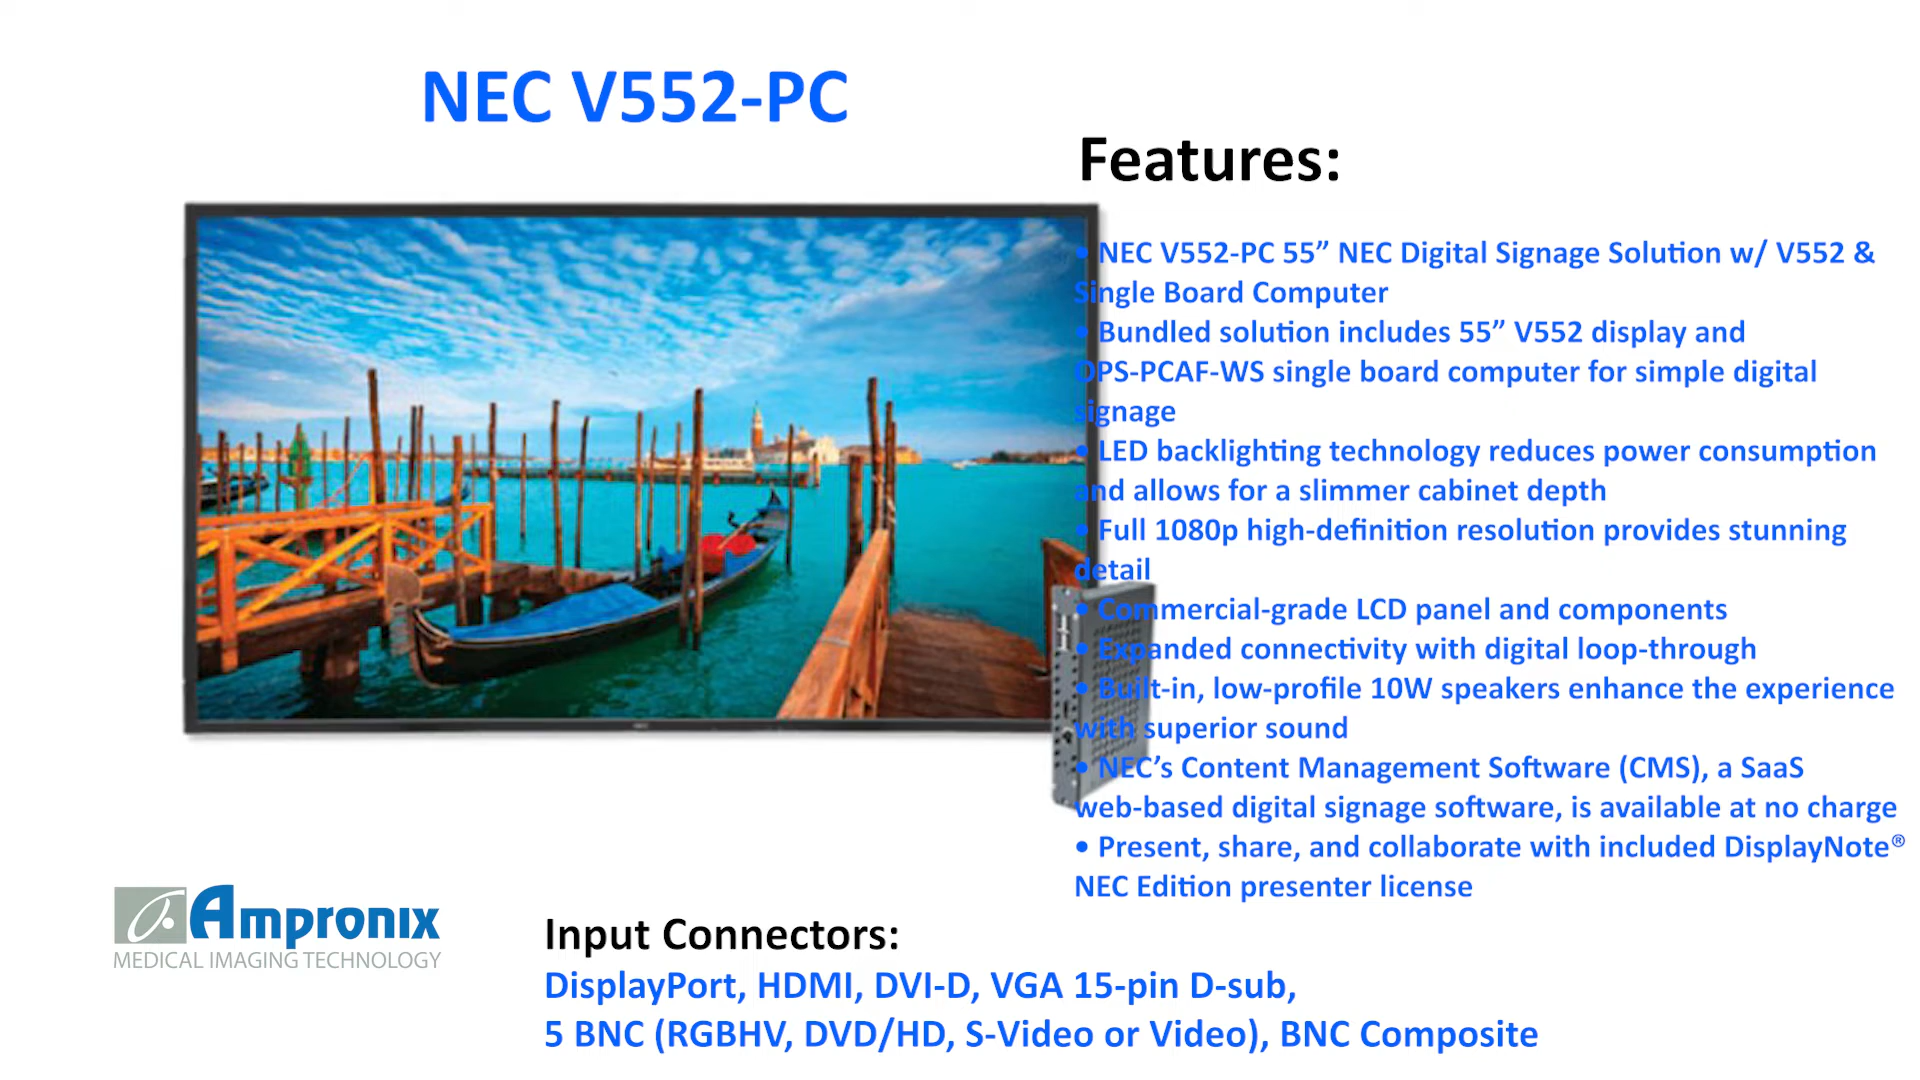 NEC V552-PC
Features:
• NEC V552-PC 55” NEC Digital Signage Solution w/ V552 &
Single Board Computer
• Bundled solution includes 55” V552 display and
OPS-PCAF-WS single board computer for simple digital
signage
• LED backlighting technology reduces power consumption
and allows for a slimmer cabinet depth
• Full 1080p high-definition resolution provides stunning
detail
• Commercial-grade LCD panel and components
• Expanded connectivity with digital loop-through
• Built-in, low-profile 10W speakers enhance the experience
with superior sound
• NEC’s Content Management Software (CMS), a SaaS
web-based digital signage software, is available at no charge
• Present, share, and collaborate with included DisplayNote®
NEC Edition presenter license
Ampronix
MEDICAL IMAGING TECHNOLOGY
Input Connectors:
DisplayPort, HDMI, DVI-D, VGA 15-pin D-sub,
5 BNC (RGBHV, DVD/HD, S-Video or Video), BNC Composite